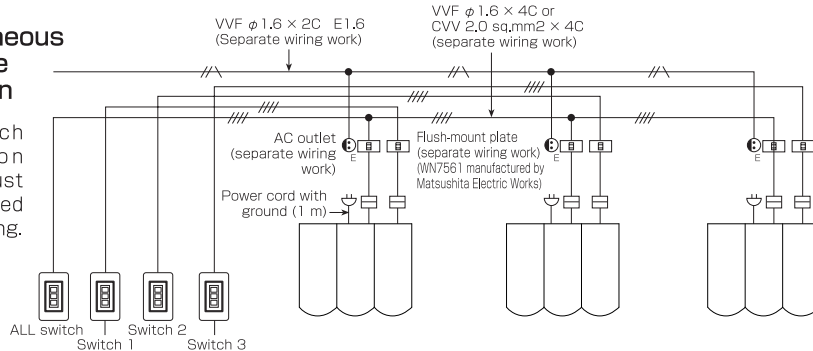 VVF φ1.6 × 2C E1.6
(Separate wiring work)
VVF φ1.6 × 4C or
CVV 2.0 sq.mm2 × 4C
(separate wiring work)
ch
on
ust
ed
ng.
AC outlet
(separate wiring
work)
E
Flush-mount plate
(separate wiring work)
(WN7561 manufactured by
Matsushita Electric Works)
E
E
Power cord with
ground (1 m)
ALL switch
Switch 1
Switch 2
Switch 3